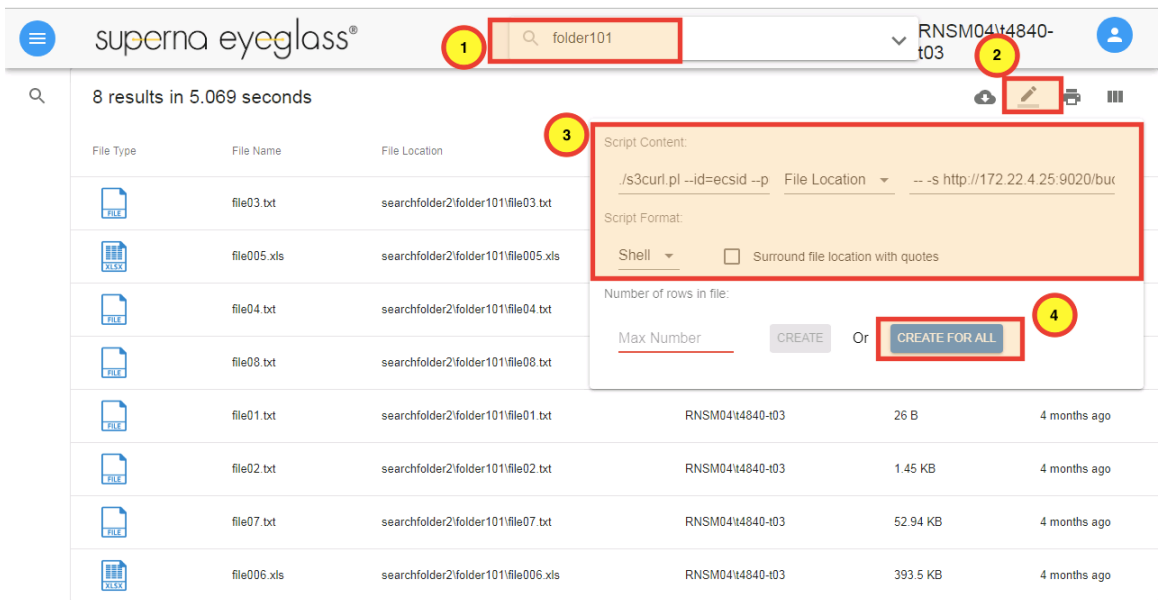 superna eyeglass®
1
folder101
RNSM04\t4840-
t03
2
8 results in 5.069 seconds
File Type File Name File Location
3
Script Content:
./s3curl.pl --id=ecsid --p File Location -- -s http://172.22.4.25:9020/buc
Script Format:
Shell Surround file location with quotes
Number of rows in file:
4
Max Number CREATE Or CREATE FOR ALL
FILE file03.txt searchfolder2\folder101\file03.txt
XLSX file005.xls searchfolder2\folder101\file005.xls
FILE file04.txt searchfolder2\folder101\file04.txt
FILE file08.txt searchfolder2\folder101\file08.txt
FILE file01.txt searchfolder2\folder101\file01.txt RNSM04\t4840-t03 26 B 4 months ago
FILE file02.txt searchfolder2\folder101\file02.txt RNSM04\t4840-t03 1.45 KB 4 months ago
FILE file07.txt searchfolder2\folder101\file07.txt RNSM04\t4840-t03 52.94 KB 4 months ago
XLSX file006.xls searchfolder2\folder101\file006.xls RNSM04\t4840-t03 393.5 KB 4 months ago